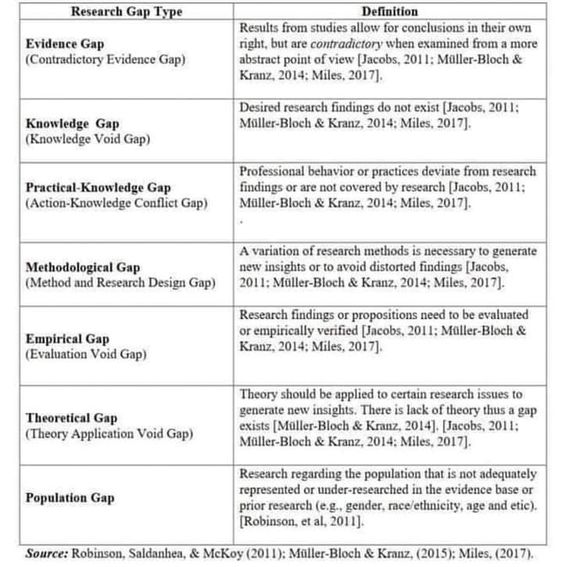 Research Gap Type Definition
Evidence Gap
(Contradictory Evidence Gap)
Results from studies allow for conclusions in their own
right, but are contradictory when examined from a more
abstract point of view [Jacobs, 2011; Müller-Bloch &
Kranz, 2014; Miles, 2017].
Knowledge Gap
(Knowledge Void Gap)
Desired research findings do not exist [Jacobs, 2011;
Müller-Bloch & Kranz, 2014; Miles, 2017].
Practical-Knowledge Gap
(Action-Knowledge Conflict Gap)
Professional behavior or practices deviate from research
findings or are not covered by research [Jacobs, 2011;
Müller-Bloch & Kranz, 2014; Miles, 2017].
.
Methodological Gap
(Method and Research Design Gap)
A variation of research methods is necessary to generate
new insights or to avoid distorted findings [Jacobs,
2011; Müller-Bloch & Kranz, 2014; Miles, 2017].
Empirical Gap
(Evaluation Void Gap)
Research findings or propositions need to be evaluated
or empirically verified [Jacobs, 2011; Müller-Bloch &
Kranz, 2014; Miles, 2017].
Theoretical Gap
(Theory Application Void Gap)
Theory should be applied to certain research issues to
generate new insights. There is lack of theory thus a gap
exists [Müller-Bloch & Kranz, 2014]. [Jacobs, 2011;
Müller-Bloch & Kranz, 2014; Miles, 2017].
Population Gap
Research regarding the population that is not adequately
represented or under-researched in the evidence base or
prior research (e.g., gender, race/ethnicity, age and etic).
[Robinson, et al, 2011].
Source: Robinson, Saldanhea, & McKoy (2011); Müller-Bloch & Kranz, (2015); Miles, (2017).